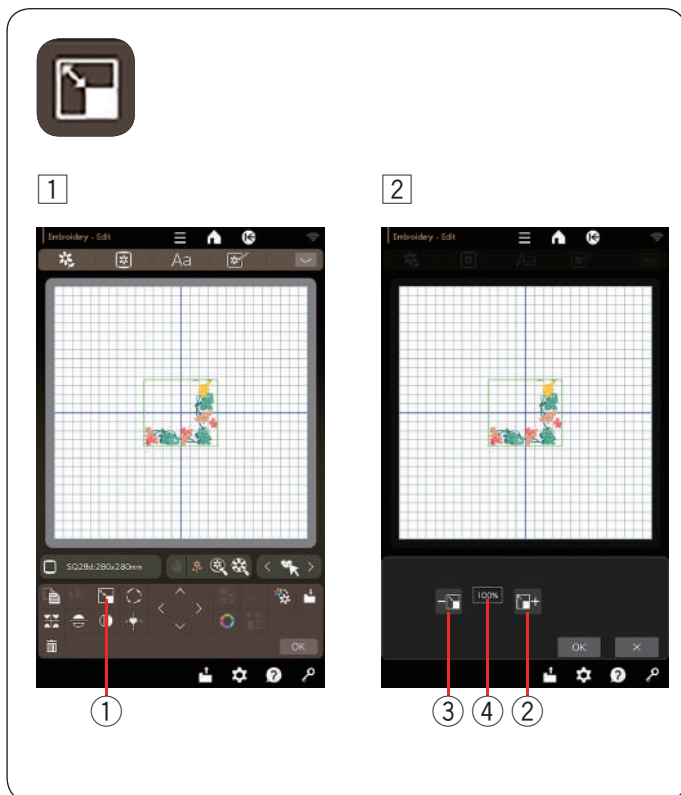 1
2
Embroidery - Edit
Aa
SQ28d:280x280mm
OK
①
Embroidery - Edit
Aa
100%
OK
③ ④ ②